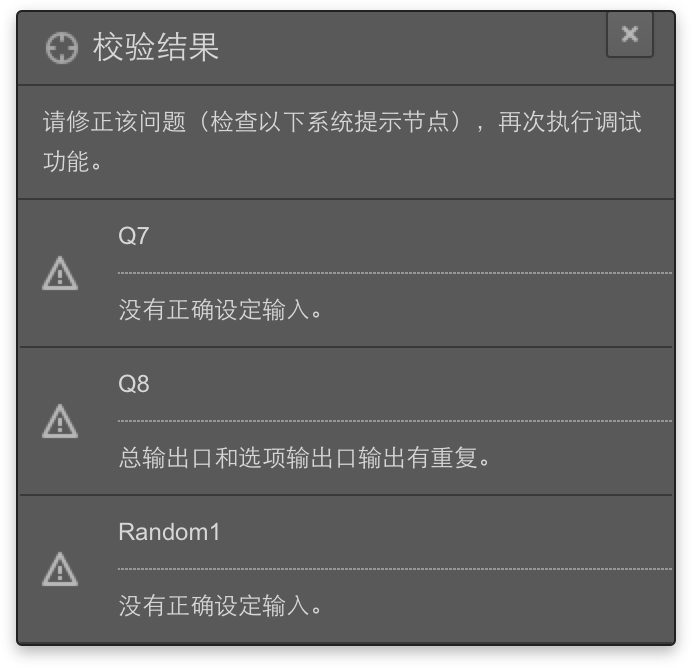 校验结果
请修正该问题（检查以下系统提示节点），再次执行调试
功能。
Q7
没有正确设定输入。
Q8
总输出口和选项输出口输出有重复。
Random1
没有正确设定输入。